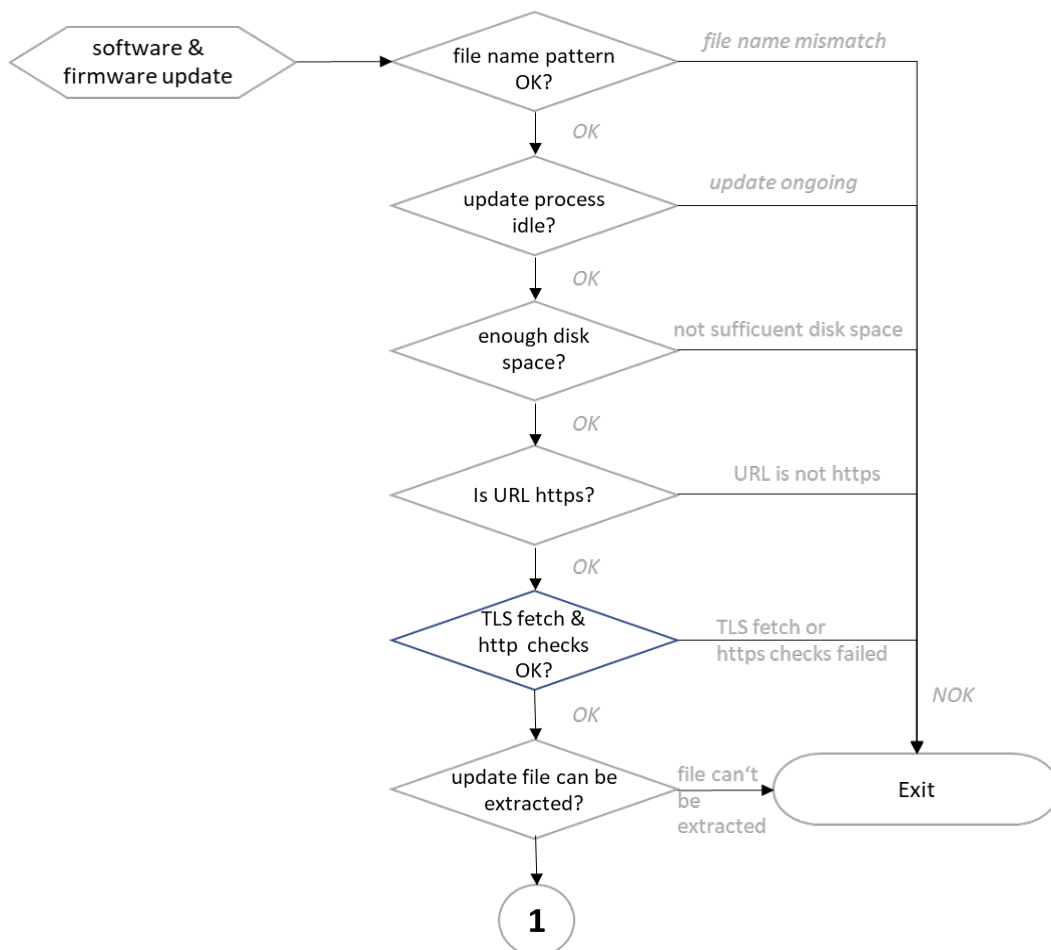 software &
firmware update
file name pattern
OK?
file name mismatch
OK
update process
idle?
update ongoing
OK
enough disk
space?
not sufficuent disk space
OK
Is URL https?
URL is not https
OK
TLS fetch &
http checks
OK?
TLS fetch or
https checks failed
NOK
OK
update file can be
extracted?
file can‘t
be
extracted
Exit
1